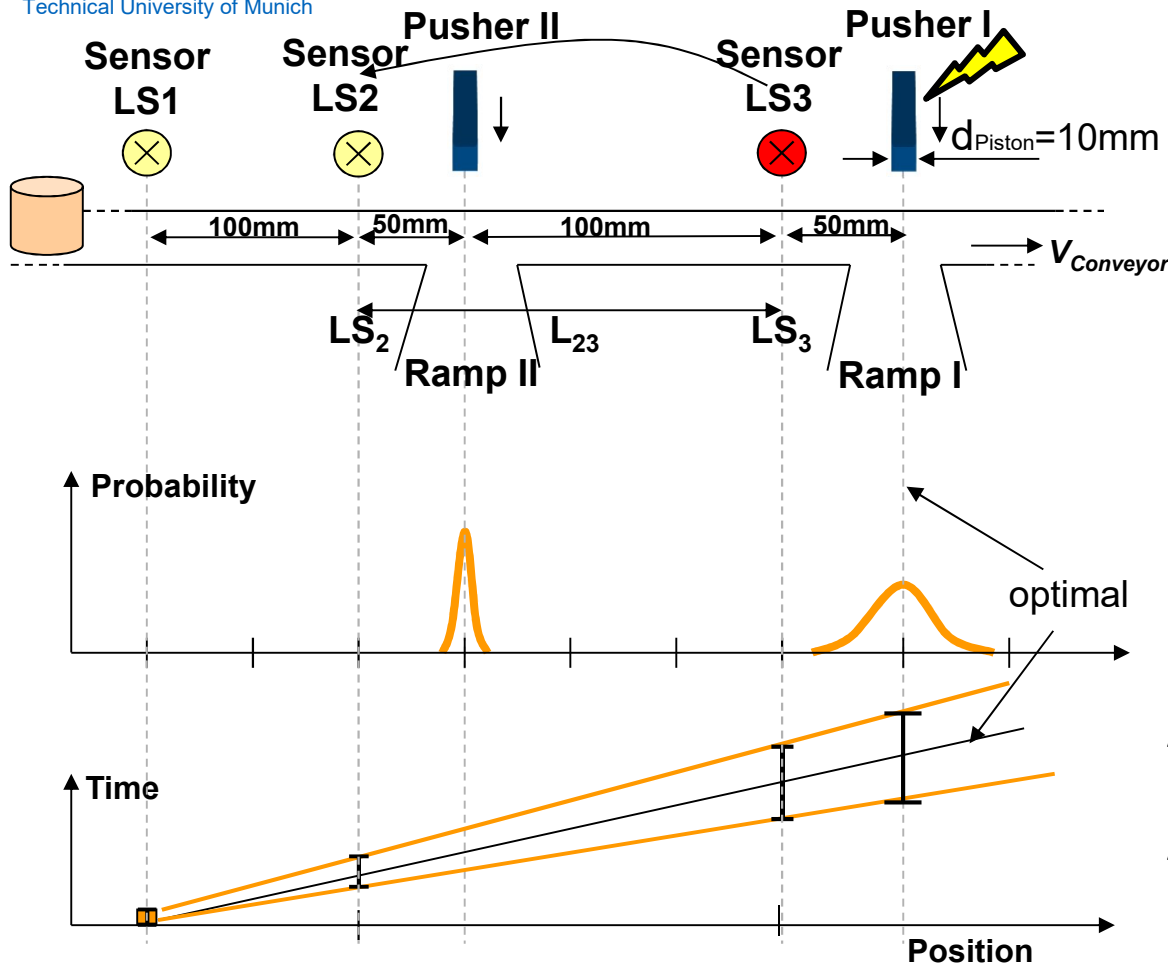 Technical University of Munich
Pusher II
Pusher I
Sensor
LS1
Sensor
LS2
Sensor
LS3
dPiston=10mm
100mm
50mm
100mm
50mm
VConveyor
LS2
L23
LS3
Ramp II
Ramp I
Probability
optimal
Time
Position